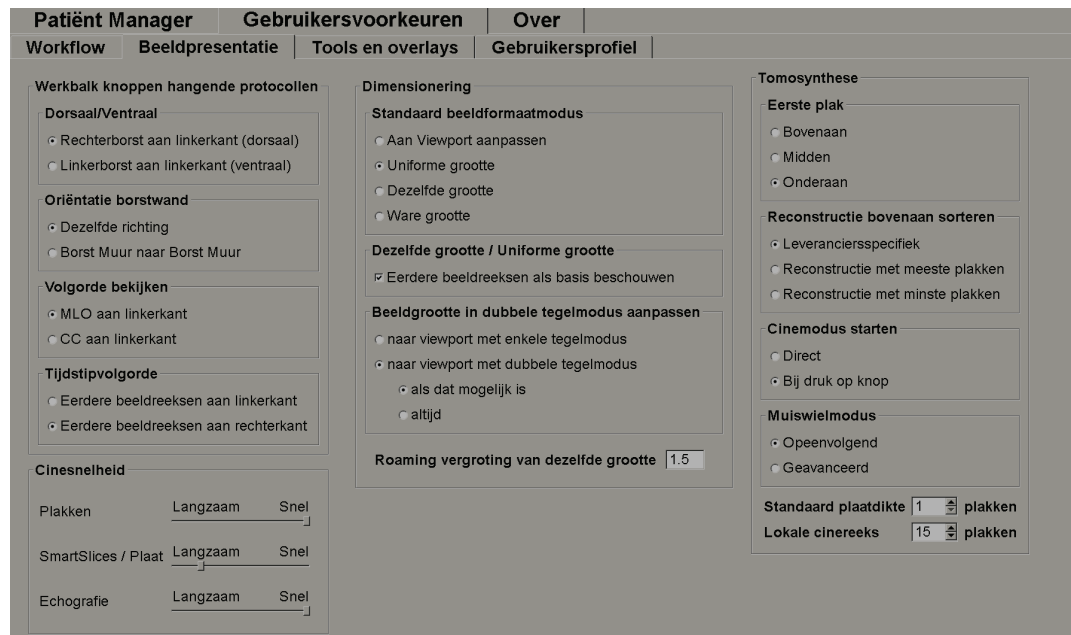 Patiënt Manager Gebruikersvoorkeuren Over
Workflow Beeldpresentatie Tools en overlays Gebruikersprofiel
Werkbalk knoppen hangende protocollen
Dorsaal/Ventraal
Rechterborst aan linkerkant (dorsaal)
Linkerborst aan linkerkant (ventraal)
Oriëntatie borstwand
Dezelfde richting
Borst Muur naar Borst Muur
Volgorde bekijken
MLO aan linkerkant
CC aan linkerkant
Tijdstipvolgorde
Eerdere beeldreeksen aan linkerkant
Eerdere beeldreeksen aan rechterkant
Cinesnelheid
Plakken Langzaam Snel
SmartSlices / Plaat Langzaam Snel
Echografie Langzaam Snel
Dimensionering
Standaard beeldformaatmodus
Aan Viewport aanpassen
Uniforme grootte
Dezelfde grootte
Ware grootte
Dezelfde grootte / Uniforme grootte
Eerdere beeldreeksen als basis beschouwen
Beeldgrootte in dubbele tegelmodus aanpassen
naar viewport met enkele tegelmodus
naar viewport met dubbele tegelmodus
als dat mogelijk is
altijd
Roaming vergroting van dezelfde grootte 1.5
Tomosynthese
Eerste plak
Bovenaan
Midden
Onderaan
Reconstructie bovenaan sorteren
Leveranciersspecifiek
Reconstructie met meeste plakken
Reconstructie met minste plakken
Cinemodus starten
Direct
Bij druk op knop
Muiswielmodus
Opeenvolgend
Geavanceerd
Standaard plaatdikte 1 plakken
Lokale cinereeks 15 plakken